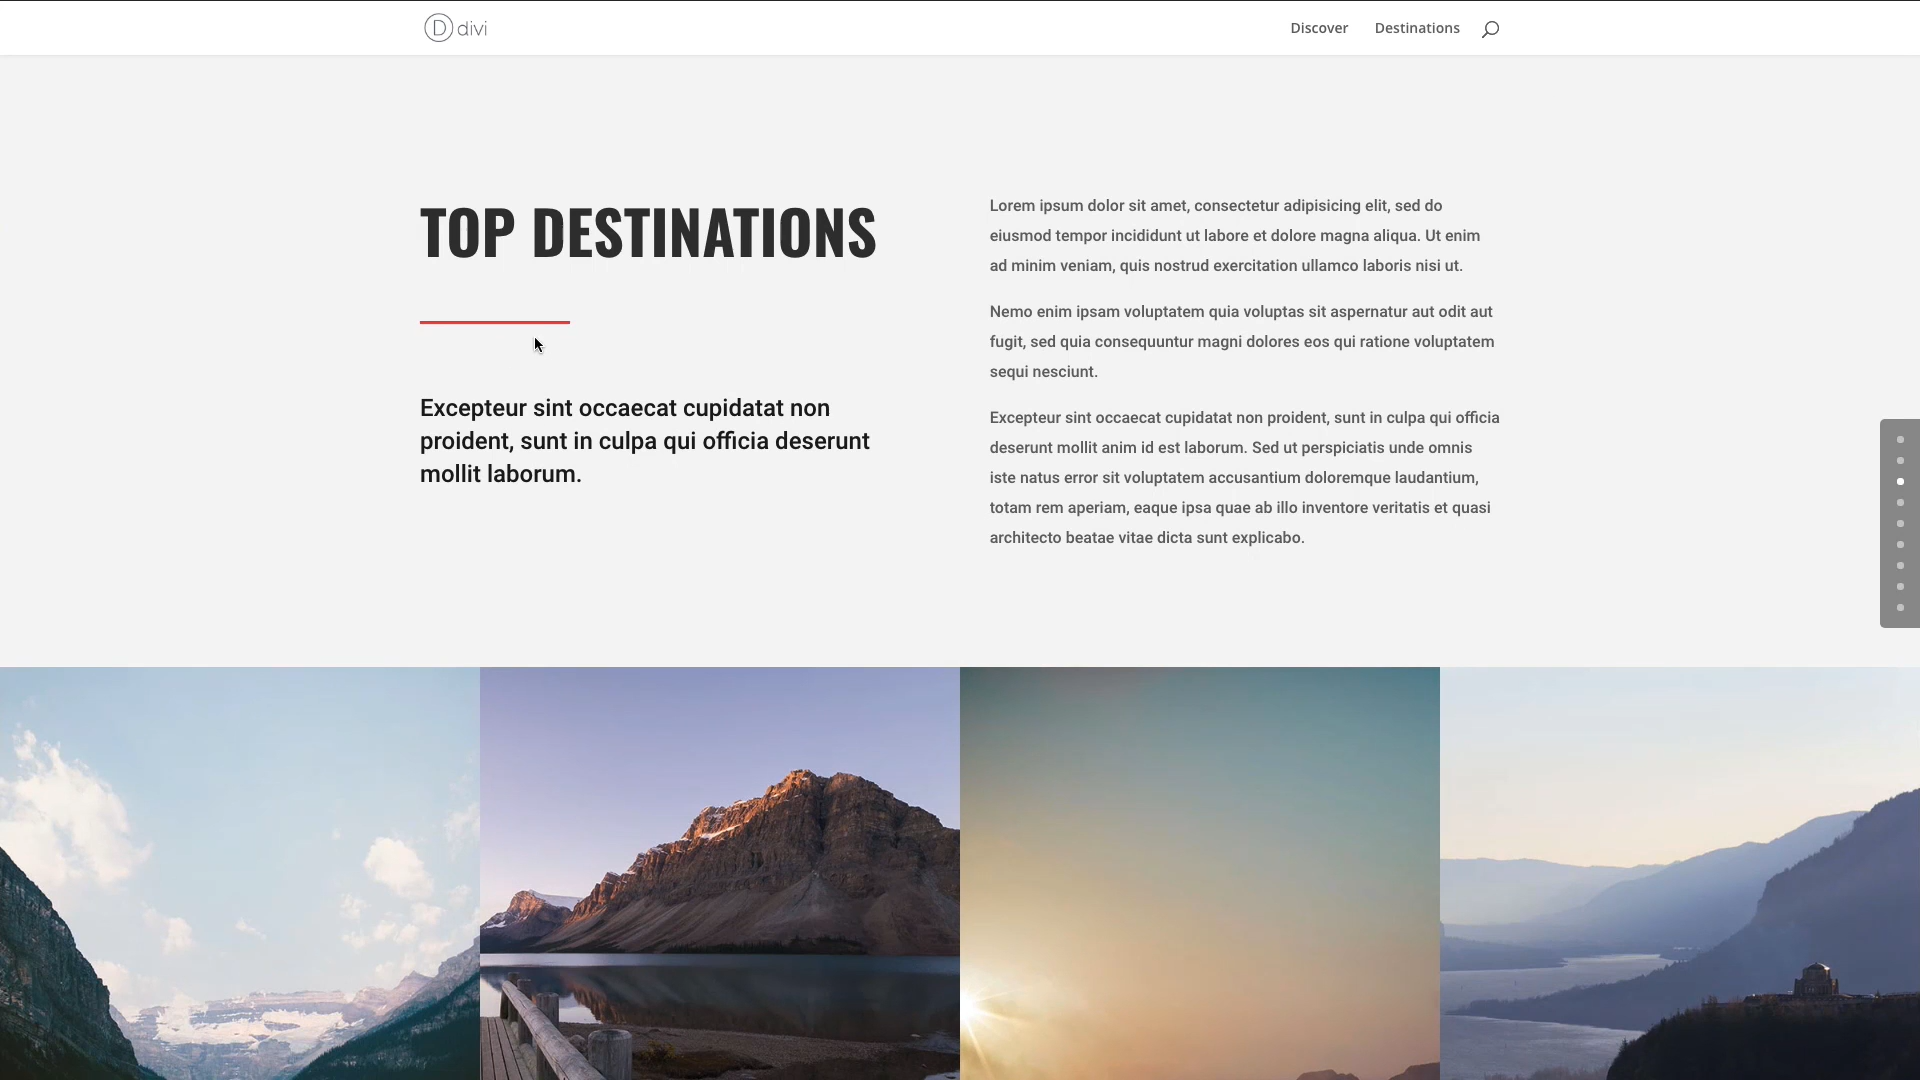 D divi
Discover
Destinations
TOP DESTINATIONS
Excepteur sint occaecat cupidatat non
proident, sunt in culpa qui officia deserunt
mollit laborum.
Lorem ipsum dolor sit amet, consectetur adipisicing elit, sed do
eiusmod tempor incididunt ut labore et dolore magna aliqua. Ut enim
ad minim veniam, quis nostrud exercitation ullamco laboris nisi ut.
Nemo enim ipsam voluptatem quia voluptas sit aspernatur aut odit aut
fugit, sed quia consequuntur magni dolores eos qui ratione voluptatem
sequi nesciunt.
Excepteur sint occaecat cupidatat non proident, sunt in culpa qui officia
deserunt mollit anim id est laborum. Sed ut perspiciatis unde omnis
iste natus error sit voluptatem accusantium doloremque laudantium,
totam rem aperiam, eaque ipsa quae ab illo inventore veritatis et quasi
architecto beatae vitae dicta sunt explicabo.